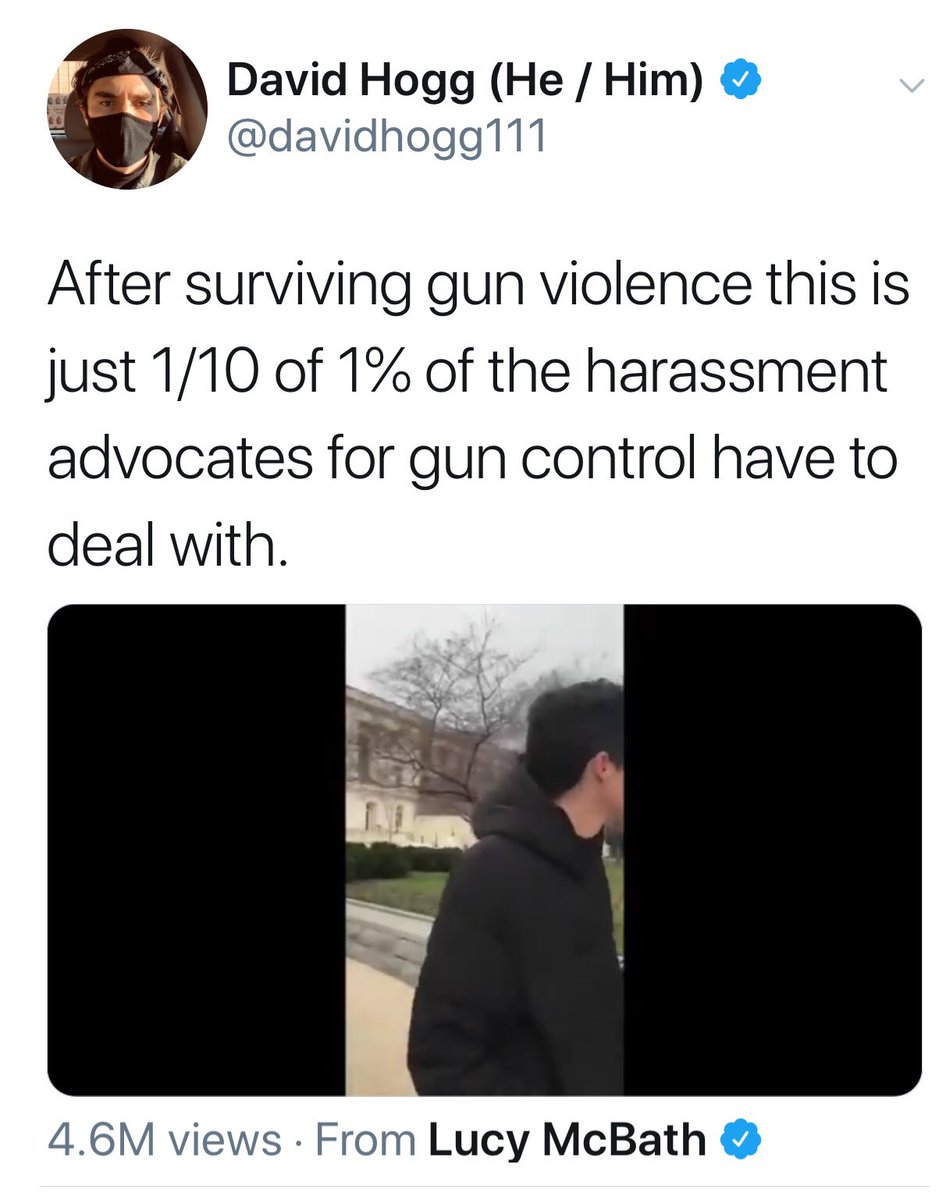 David Hogg (He / Him)
@davidhogg111
After surviving gun violence this is
just 1/10 of 1% of the harassment
advocates for gun control have to
deal with.
4.6M views · From Lucy McBath